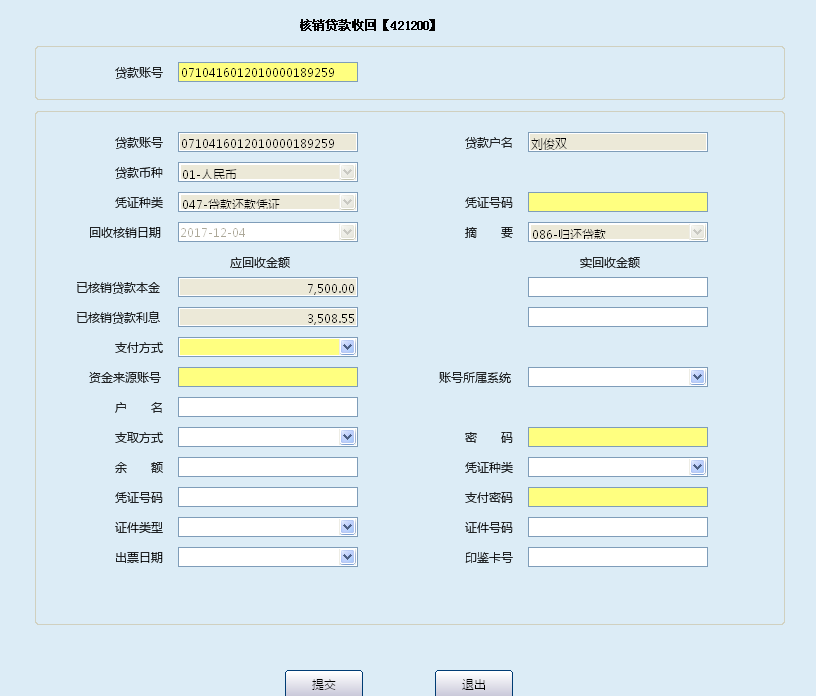 核销贷款收回【421200】
贷款账号 0710416012010000189259
贷款账号 0710416012010000189259 贷款户名 刘俊双
贷款币种 01-人民币
凭证种类 047-贷款还款凭证 凭证号码
回收核销日期 2017-12-04 摘 要 086-归还贷款
应回收金额 实回收金额
已核销贷款本金 7,500.00
已核销贷款利息 3,508.55
支付方式
资金来源账号 账号所属系统
户 名
支取方式 密 码
余 额 凭证种类
凭证号码 支付密码
证件类型 证件号码
出票日期 印鉴卡号
提交 退出